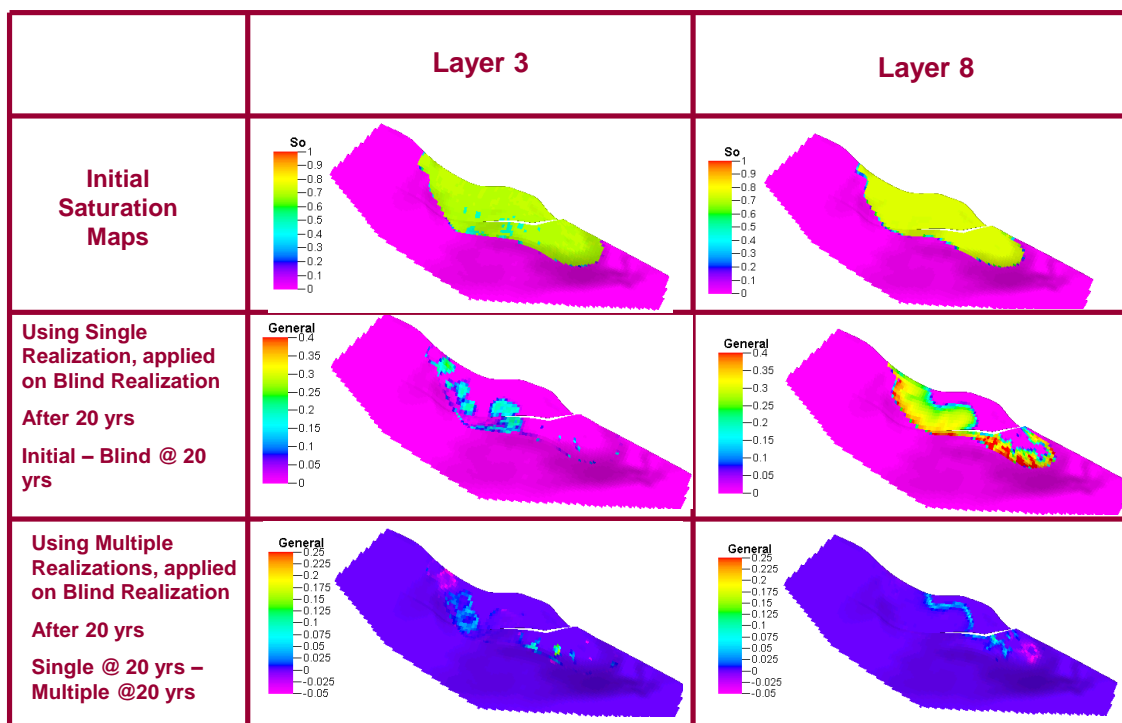 Layer 3
Layer 8
Initial
Saturation
Maps
So
1
0.9
0.8
0.7
0.6
0.5
0.4
0.3
0.2
0.1
0
So
1
0.9
0.8
0.7
0.6
0.5
0.4
0.3
0.2
0.1
0
Using Single
Realization, applied
on Blind Realization
After 20 yrs
Initial – Blind @ 20
yrs
General
0.4
0.35
0.3
0.25
0.2
0.15
0.1
0.05
0
General
0.4
0.35
0.3
0.25
0.2
0.15
0.1
0.05
0
Using Multiple
Realizations, applied
on Blind Realization
After 20 yrs
Single @ 20 yrs –
Multiple @20 yrs
General
0.25
0.225
0.2
0.175
0.15
0.125
0.1
0.075
0.05
0.025
0
-0.025
-0.05
General
0.25
0.225
0.2
0.175
0.15
0.125
0.1
0.075
0.05
0.025
0
-0.025
-0.05